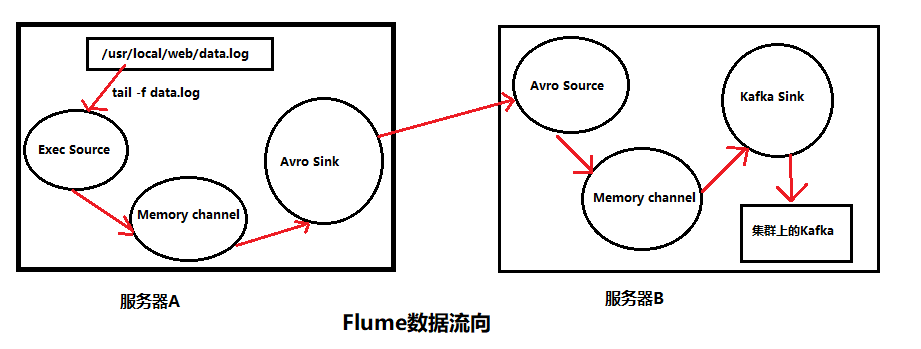 /usr/local/web/data.log
tail -f data.log
Exec Source
Memory channel
Avro Sink
服务器A
Avro Source
Memory channel
Kafka Sink
集群上的Kafka
服务器B
Flume数据流向